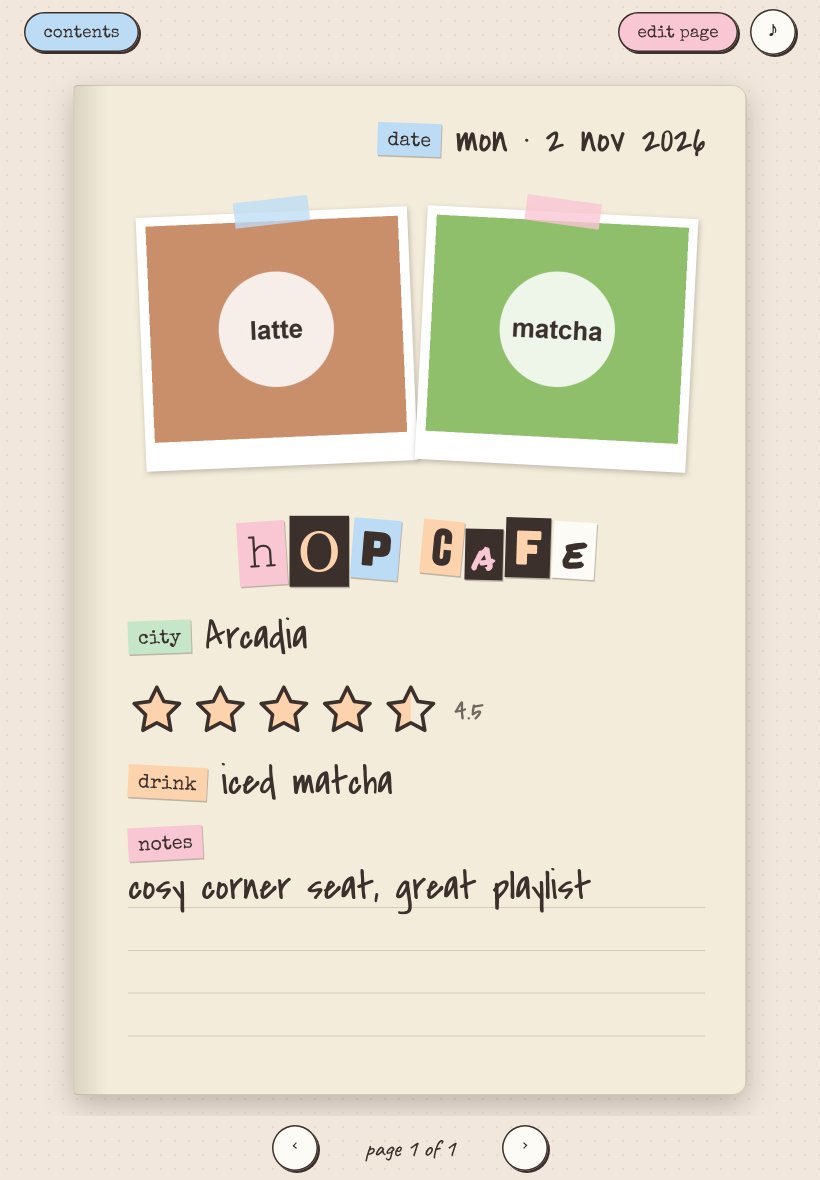 contents
edit page
♪
date mon · 2 nov 2026
latte
matcha
hOP CAFE
city Arcadia
4.5
drink iced matcha
notes
cosy corner seat, great playlist
‹ page 1 of 1 ›